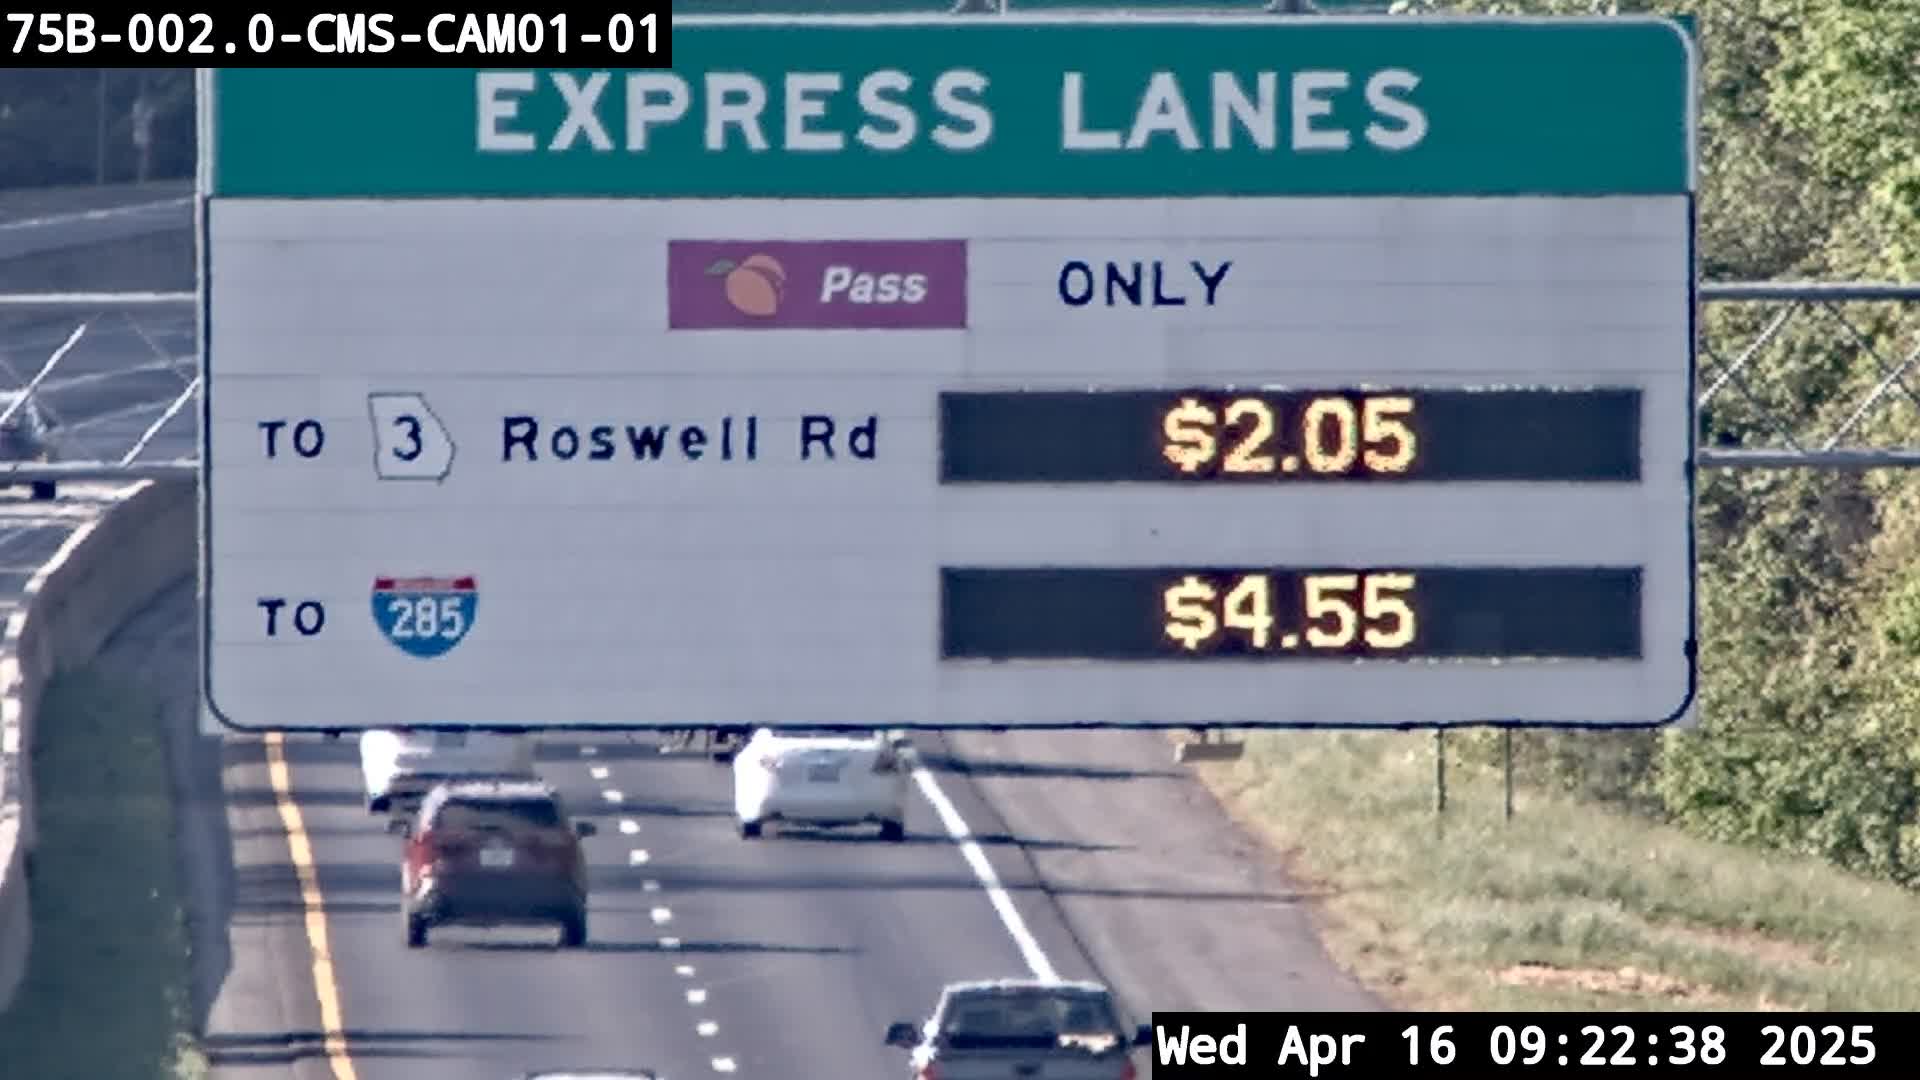 75B-002.0-CMS-CAM01-01
EXPRESS LANES
Pass ONLY
TO 3 Roswell Rd $2.05
TO 285 $4.55
Wed Apr 16 09:22:38 2025